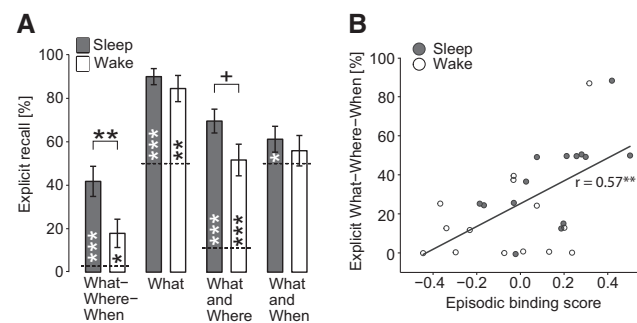 A
Sleep
Wake
Explicit recall [%]
100
80
60
40
20
0
**
+
***
*
***
**
***
***
*
What–
Where–
When
What
What
and
Where
What
and
When
B
Sleep
Wake
Explicit What–Where–When [%]
100
80
60
40
20
0
r = 0.57**
−0.4
−0.2
0.0
0.2
0.4
Episodic binding score